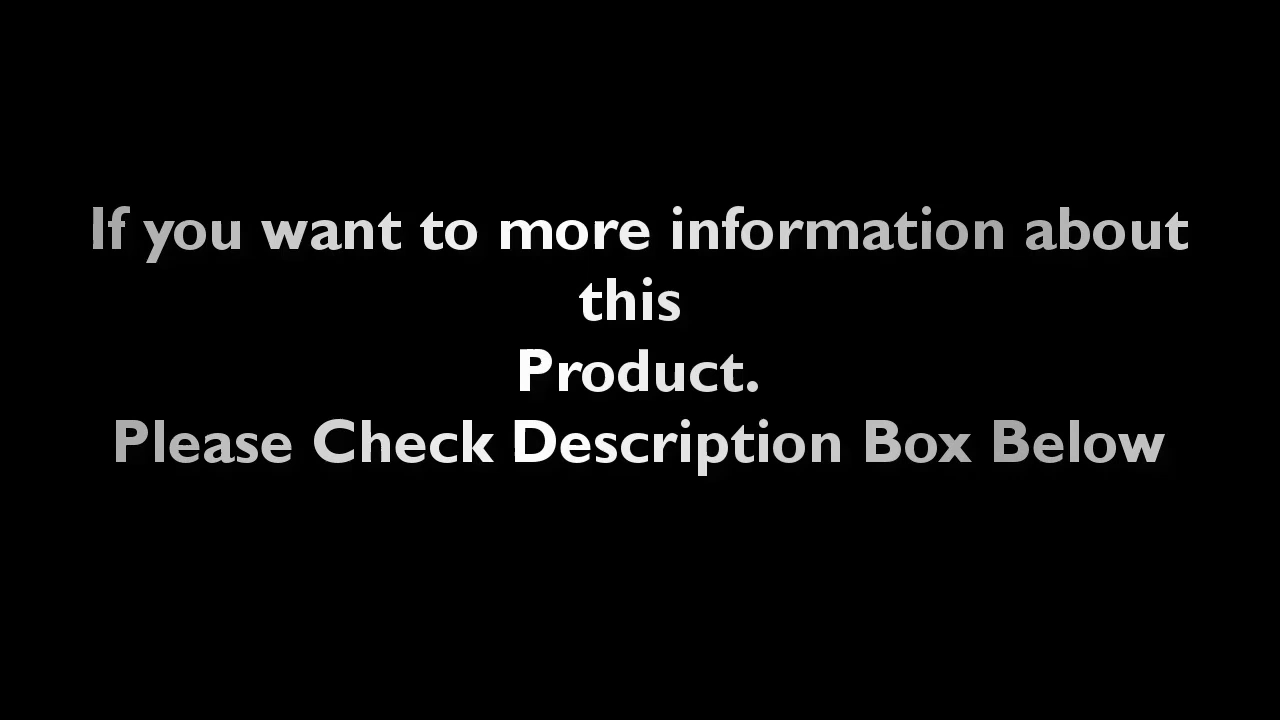 If you want to more information about
this
Product.
Please Check Description Box Below